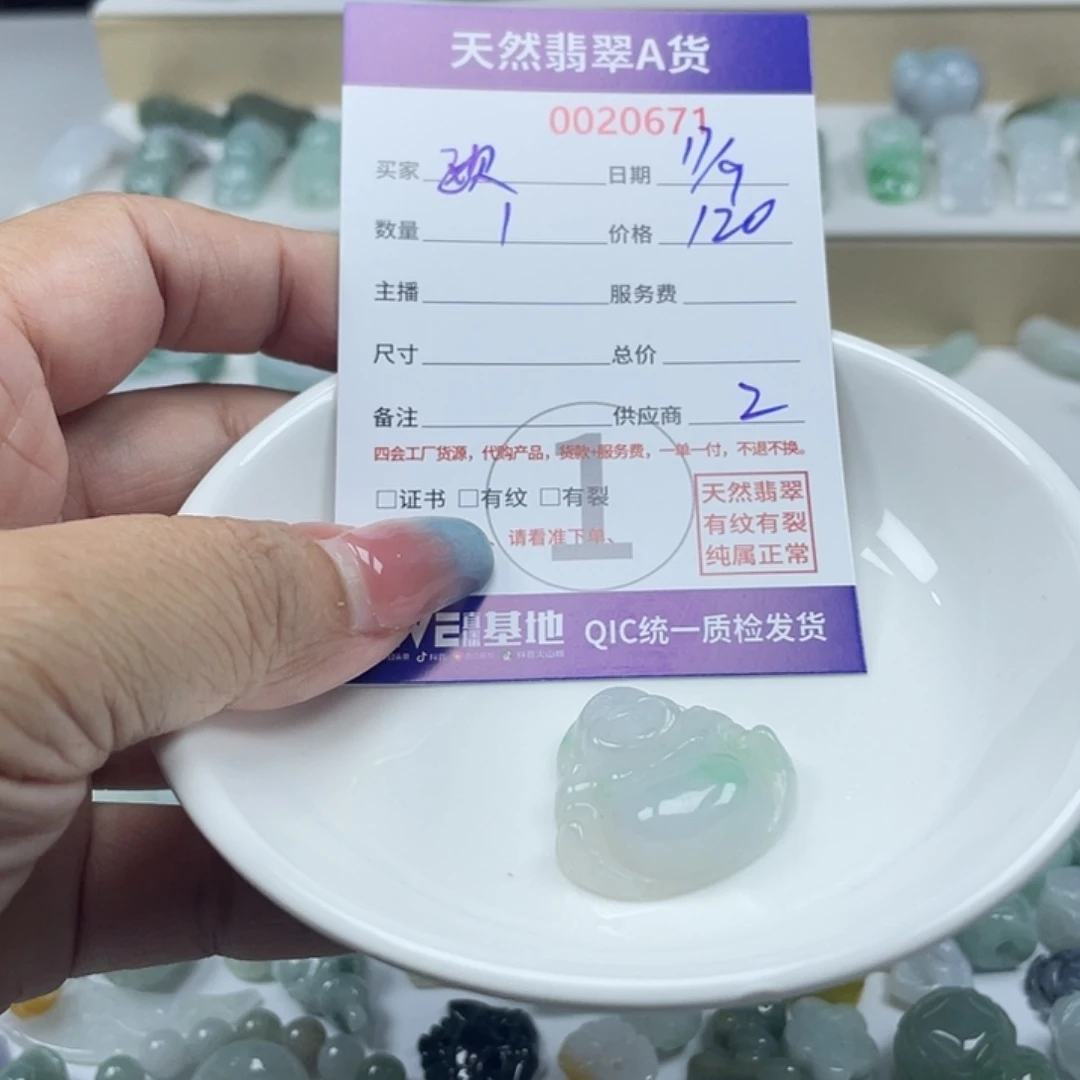 天然翡翠A货
0020671
买家 欧 日期 17/9
数量 1 价格 120
主播 服务费
尺寸 总价
备注 供应商 2
四会工厂货源，代购产品，货款+服务费，一单一付，不退不换。
1
□证书 □有纹 □有裂
、请看准下单、
天然翡翠
有纹有裂
纯属正常
基地 QIC统一质检发货